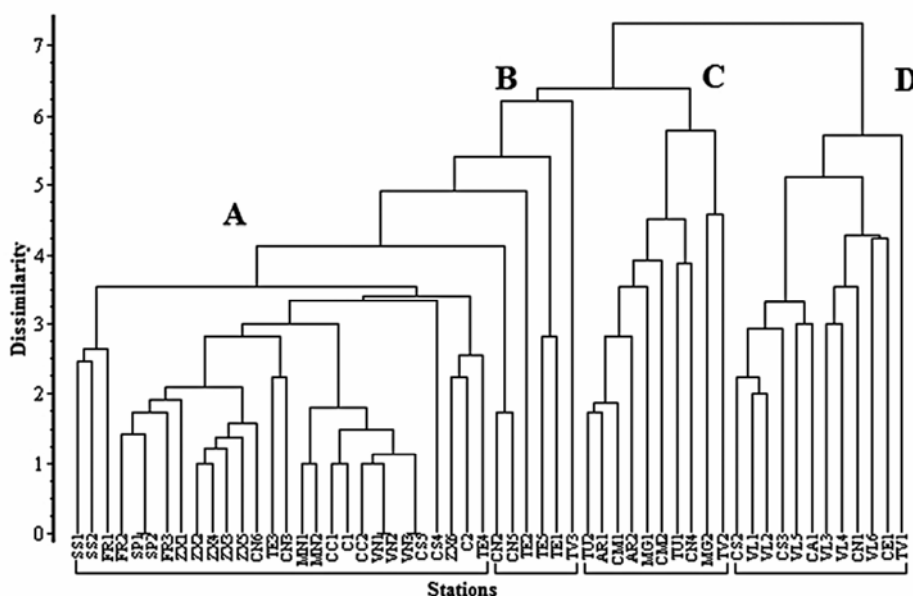 A
B
C
D
7
6
5
4
3
2
1
0
Dissimilarity
SS1 SS2 FR1 FR2 SP1 SP2 FR3 ZX1 ZX2 ZX4 ZX3 ZX5 CN6 TE3 CN3 MN1 MN2 CC1 C1 CC2 VN1 VN2 VN3 CS5 CS4 ZX6 C2 TE4 CN2 CN5 TE2 TE5 TE1 TV3 TU2 AR1 CM1 AR2 MG1 CM2 TU1 CN4 MG2 TV2 CS2 VL1 VL2 CS3 VL5 CA1 VL3 VL4 CN1 VL6 CE1 TV1
Stations